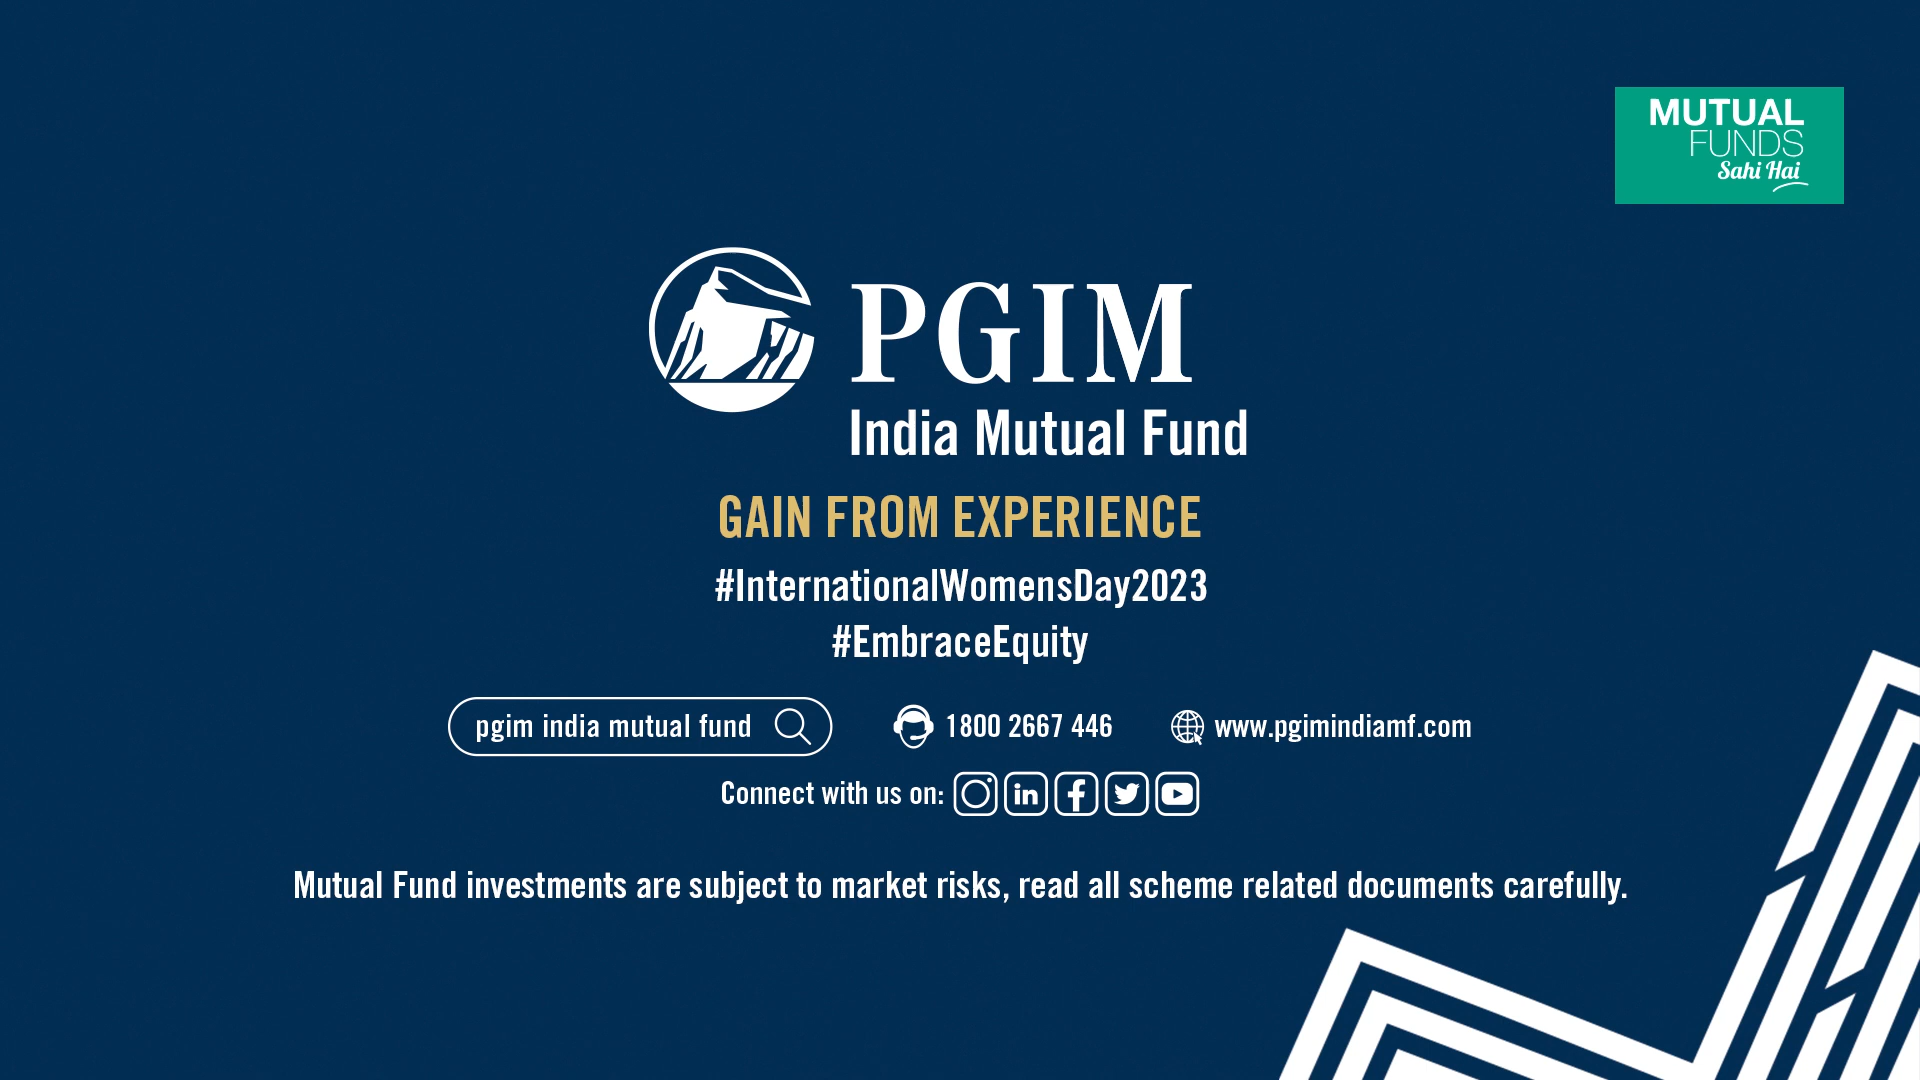 MUTUAL
FUNDS
Sahi Hai
PGIM
India Mutual Fund
GAIN FROM EXPERIENCE
#InternationalWomensDay2023
#EmbraceEquity
pgim india mutual fund 1800 2667 446 www.pgimindiamf.com
Connect with us on:
Mutual Fund investments are subject to market risks, read all scheme related documents carefully.